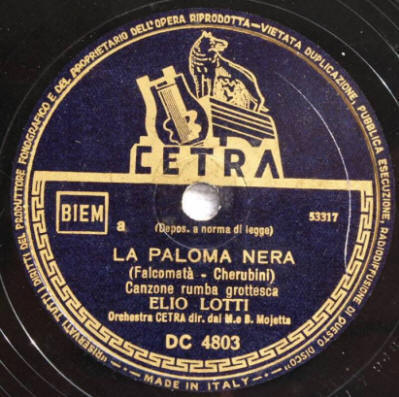 "RISERVATI TUTTI I DIRITTI DEL PRODUTTORE FONOGRAFICO E DEL PROPRIETARIO DELL'OPERA RIPRODOTTA-VIETATA DUPLICAZIONE, PUBBLICA ESECUZIONE, RADIODIFFUSIONE DI QUESTO DISCO"
CETRA
BIEM
a
(Depos. a norma di legge)
53317
LA PALOMA NERA
(Falcomatà - Cherubini)
Canzone rumba grottesca
ELIO LOTTI
Orchestra CETRA dir. dal M.o B. Mojetta
DC 4803
-MADE IN ITALY-